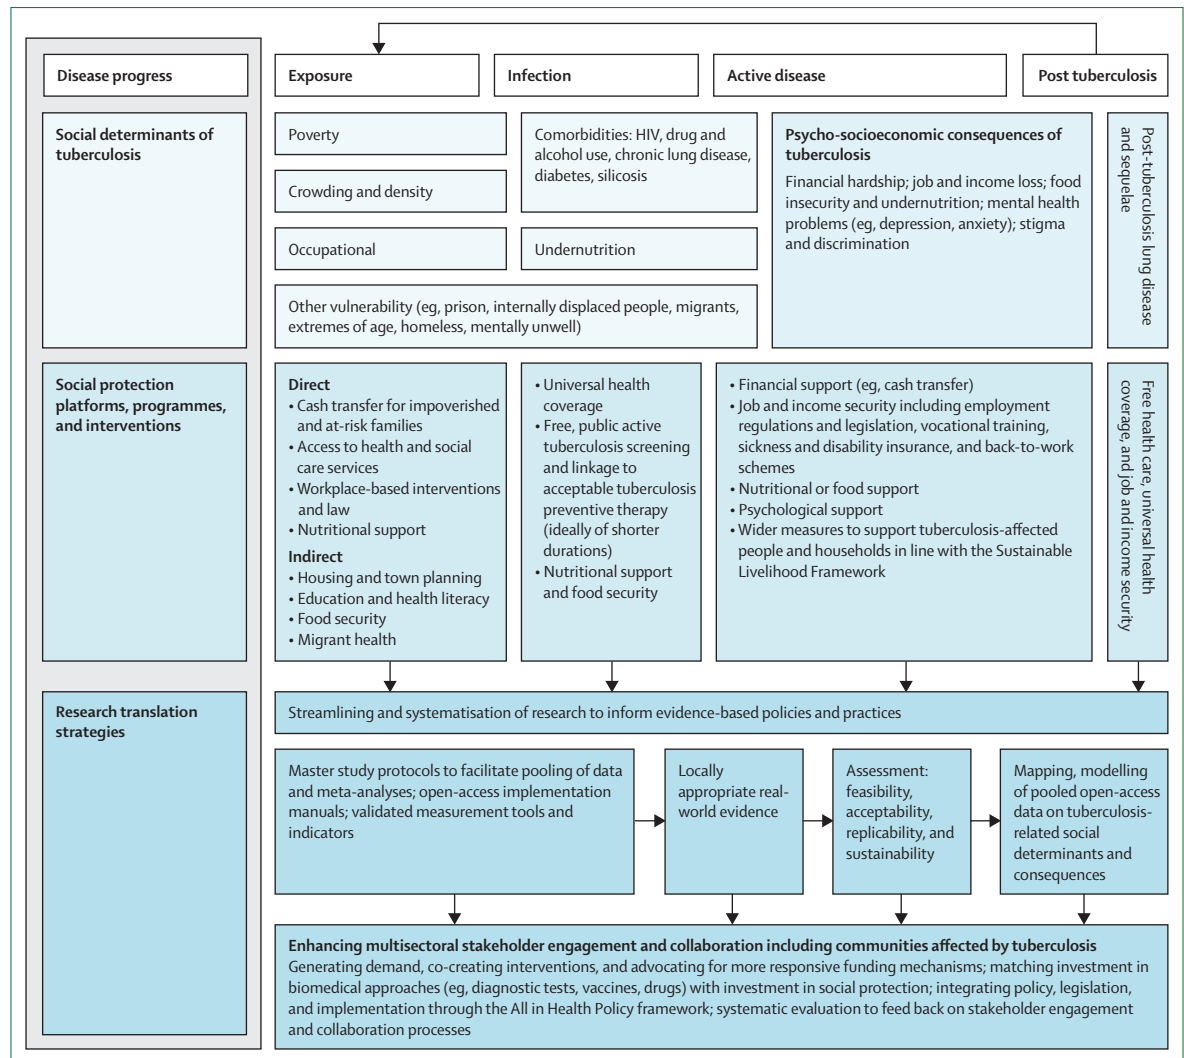 Disease progress
Exposure
Infection
Active disease
Post tuberculosis
Social determinants of
tuberculosis
Poverty
Crowding and density
Occupational
Comorbidities: HIV, drug and
alcohol use, chronic lung disease,
diabetes, silicosis
Undernutrition
Other vulnerability (eg, prison, internally displaced people, migrants,
extremes of age, homeless, mentally unwell)
Psycho-socioeconomic consequences of
tuberculosis
Financial hardship; job and income loss; food
insecurity and undernutrition; mental health
problems (eg, depression, anxiety); stigma
and discrimination
Post-tuberculosis lung disease
and sequelae
Social protection
platforms, programmes,
and interventions
Direct
• Cash transfer for impoverished
and at-risk families
• Access to health and social
care services
• Workplace-based interventions
and law
• Nutritional support
Indirect
• Housing and town planning
• Education and health literacy
• Food security
• Migrant health
• Universal health
coverage
• Free, public active
tuberculosis screening
and linkage to
acceptable tuberculosis
preventive therapy
(ideally of shorter
durations)
• Nutritional support
and food security
• Financial support (eg, cash transfer)
• Job and income security including employment
regulations and legislation, vocational training,
sickness and disability insurance, and back-to-work
schemes
• Nutritional or food support
• Psychological support
• Wider measures to support tuberculosis-affected
people and households in line with the Sustainable
Livelihood Framework
Free health care, universal health
coverage, and job and income security
Research translation
strategies
Streamlining and systematisation of research to inform evidence-based policies and practices
Master study protocols to facilitate pooling of data
and meta-analyses; open-access implementation
manuals; validated measurement tools and
indicators
Locally
appropriate real-
world evidence
Assessment:
feasibility,
acceptability,
replicability, and
sustainability
Mapping, modelling
of pooled open-access
data on tuberculosis-
related social
determinants and
consequences
Enhancing multisectoral stakeholder engagement and collaboration including communities affected by tuberculosis
Generating demand, co-creating interventions, and advocating for more responsive funding mechanisms; matching investment in
biomedical approaches (eg, diagnostic tests, vaccines, drugs) with investment in social protection; integrating policy, legislation,
and implementation through the All in Health Policy framework; systematic evaluation to feed back on stakeholder engagement
and collaboration processes